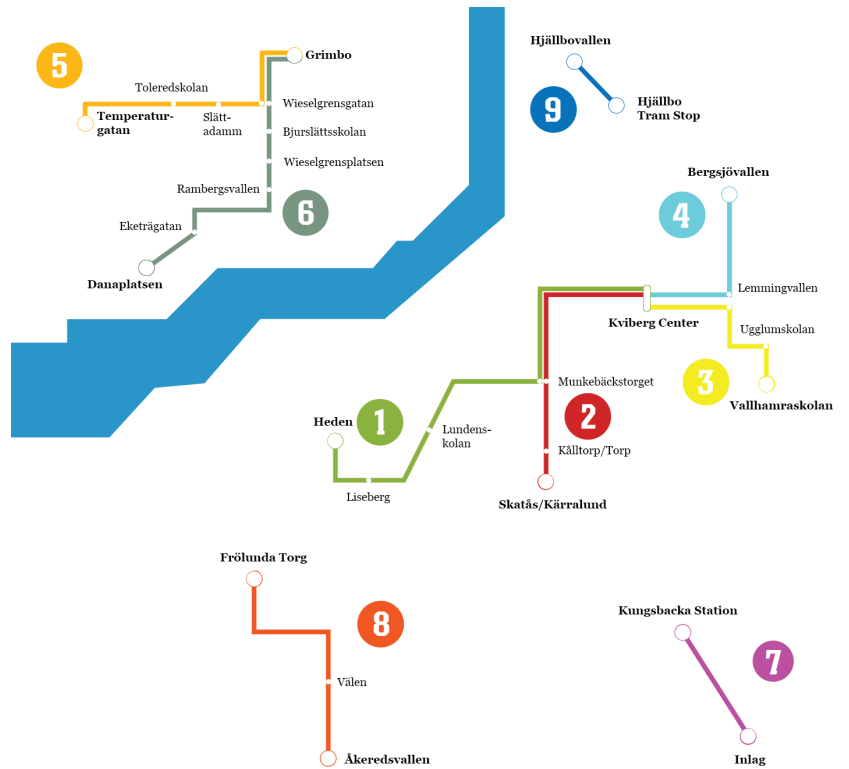 Hjällbovallen
5
Grimbo
Toleredskolan
9
Hjällbo
Tram Stop
Wieselgrensgatan
Temperatur-
gatan
Slätt-
adamm
Bjurslättsskolan
Wieselgrensplatsen
Bergsjövallen
Rambergsvallen
6
4
Eketrägatan
Danaplatsen
Lemmingvallen
Kviberg Center
Ugglumskolan
3
Munkebäckstorget
Vallhamraskolan
Heden
1
2
Lundens-
skolan
Kålltorp/Torp
Liseberg
Skatås/Kärralund
Frölunda Torg
8
Kungsbacka Station
7
Välen
Åkeredsvallen
Inlag